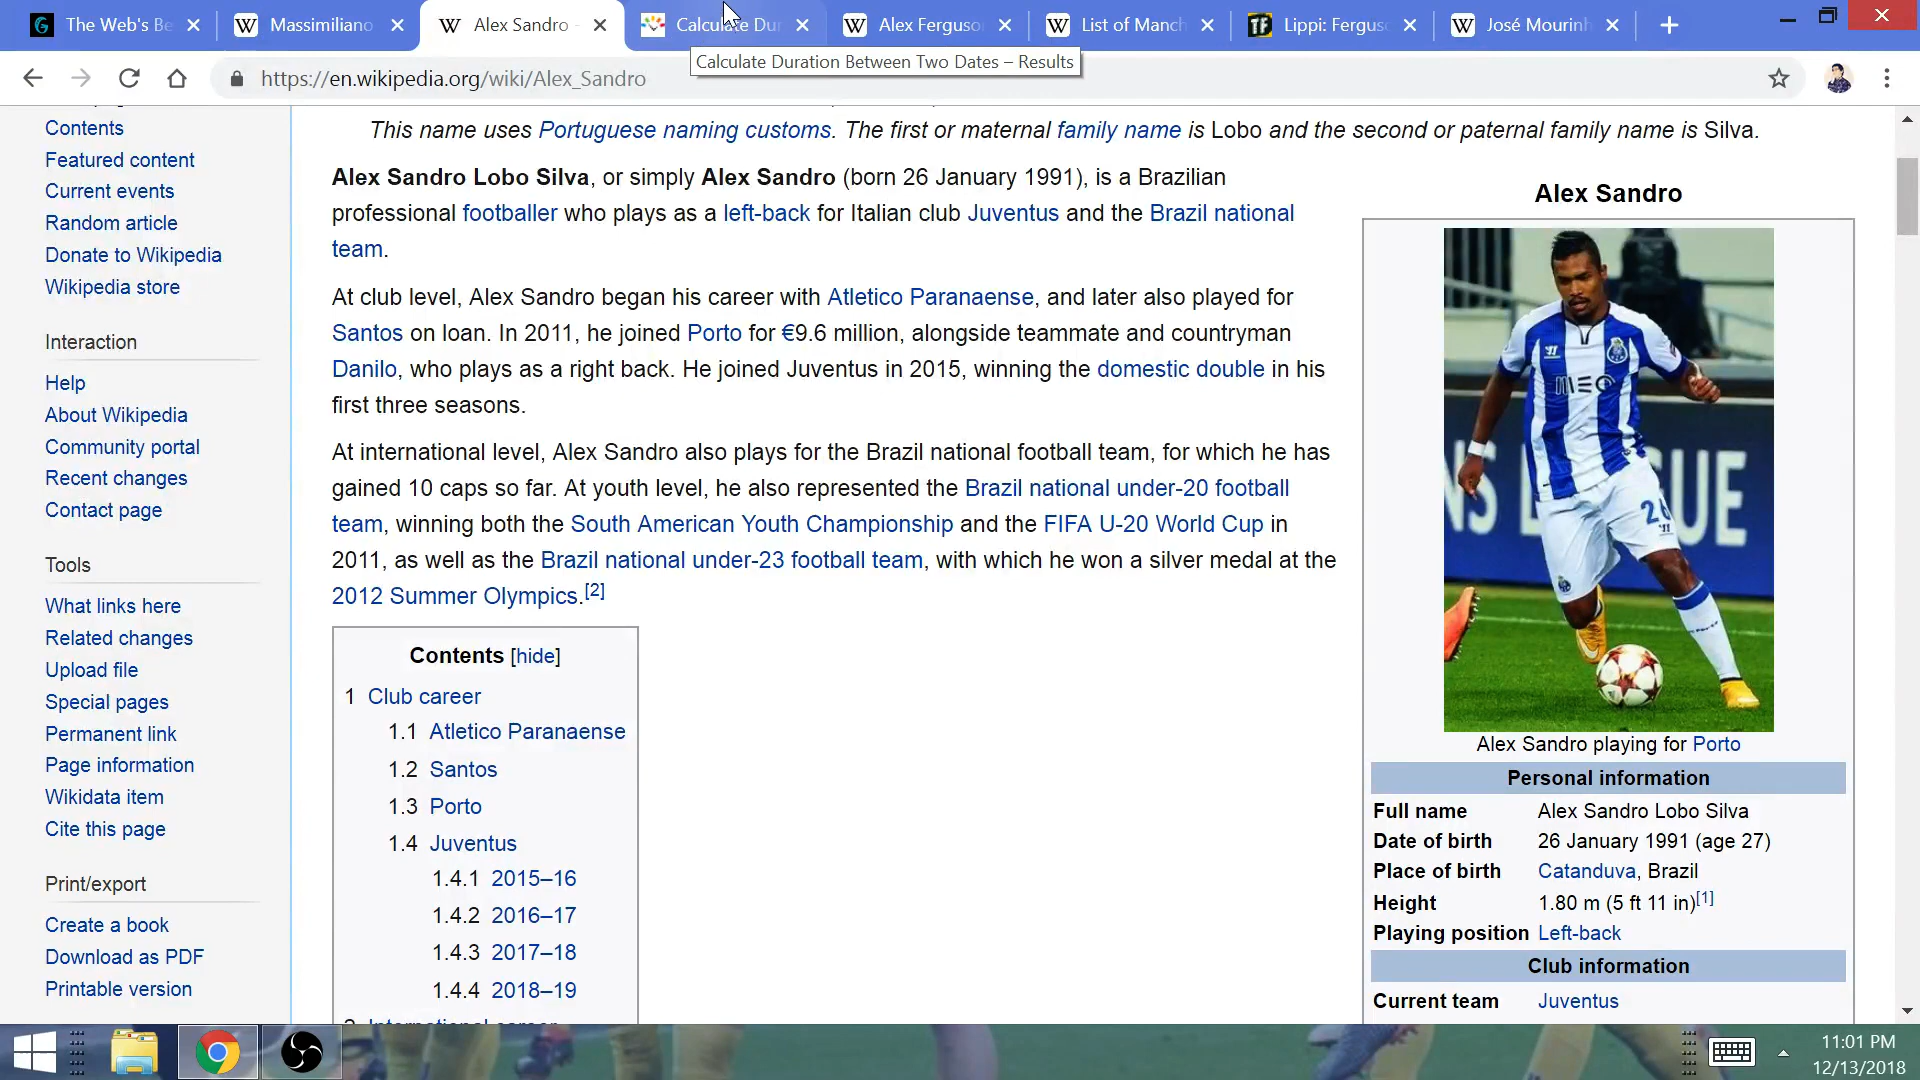 The Web's Be
Massimiliano
Alex Sandro -
Calculate Dur
Alex Ferguso
List of Manch
Lippi: Fergus
José Mourinh
Calculate Duration Between Two Dates – Results
https://en.wikipedia.org/wiki/Alex_Sandro
Contents
Featured content
Current events
Random article
Donate to Wikipedia
Wikipedia store
Interaction
Help
About Wikipedia
Community portal
Recent changes
Contact page
Tools
What links here
Related changes
Upload file
Special pages
Permanent link
Page information
Wikidata item
Cite this page
Print/export
Create a book
Download as PDF
Printable version
This name uses Portuguese naming customs. The first or maternal family name is Lobo and the second or paternal family name is Silva.
Alex Sandro Lobo Silva, or simply Alex Sandro (born 26 January 1991), is a Brazilian
professional footballer who plays as a left-back for Italian club Juventus and the Brazil national
team.
At club level, Alex Sandro began his career with Atletico Paranaense, and later also played for
Santos on loan. In 2011, he joined Porto for €9.6 million, alongside teammate and countryman
Danilo, who plays as a right back. He joined Juventus in 2015, winning the domestic double in his
first three seasons.
At international level, Alex Sandro also plays for the Brazil national football team, for which he has
gained 10 caps so far. At youth level, he also represented the Brazil national under-20 football
team, winning both the South American Youth Championship and the FIFA U-20 World Cup in
2011, as well as the Brazil national under-23 football team, with which he won a silver medal at the
2012 Summer Olympics.[2]
Contents [hide]
1 Club career
1.1 Atletico Paranaense
1.2 Santos
1.3 Porto
1.4 Juventus
1.4.1 2015–16
1.4.2 2016–17
1.4.3 2017–18
1.4.4 2018–19
2 International career
Alex Sandro
MEO
26
NS
UE
Alex Sandro playing for Porto
Personal information
Full name Alex Sandro Lobo Silva
Date of birth 26 January 1991 (age 27)
Place of birth Catanduva, Brazil
Height 1.80 m (5 ft 11 in)[1]
Playing position Left-back
Club information
Current team Juventus
11:01 PM
12/13/2018